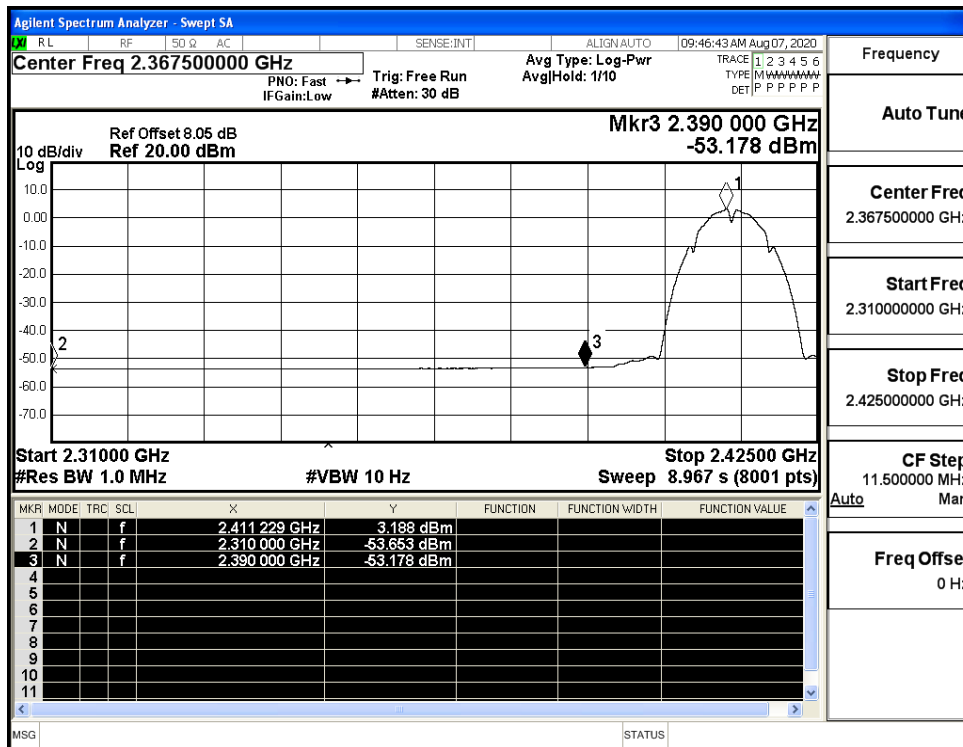 Agilent Spectrum Analyzer - Swept SA
LXI RL RF 50 Ω AC SENSE:INT ALIGNAUTO 09:46:43 AM Aug 07, 2020
Center Freq 2.367500000 GHz
PNO: Fast
IFGain:Low
Trig: Free Run
#Atten: 30 dB
Avg Type: Log-Pwr
Avg|Hold: 1/10
TRACE 1 2 3 4 5 6
TYPE M WWWWW
DET P P P P P P
Mkr3 2.390 000 GHz
-53.178 dBm
Ref Offset 8.05 dB
10 dB/div Ref 20.00 dBm
Log
10.0
0.00
-10.0
-20.0
-30.0
-40.0
-50.0
-60.0
-70.0
1
2
3
Start 2.31000 GHz Stop 2.42500 GHz
#Res BW 1.0 MHz #VBW 10 Hz Sweep 8.967 s (8001 pts)
MKR MODE TRC SCL X Y FUNCTION FUNCTION WIDTH FUNCTION VALUE
1 N f 2.411 229 GHz 3.188 dBm
2 N f 2.310 000 GHz -53.653 dBm
3 N f 2.390 000 GHz -53.178 dBm
4
5
6
7
8
9
10
11
MSG STATUS
Frequency
Auto Tune
Center Freq
2.367500000 GHz
Start Freq
2.310000000 GHz
Stop Freq
2.425000000 GHz
CF Step
11.500000 MHz
Auto Man
Freq Offset
0 Hz